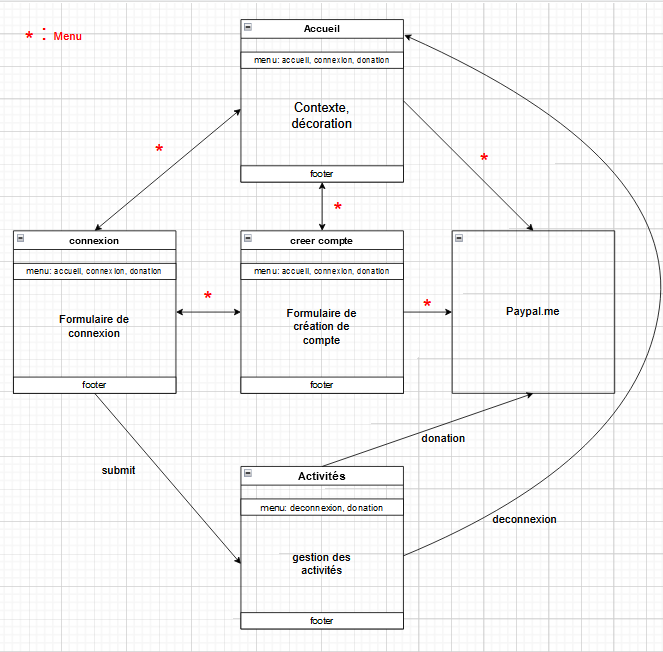 * : Menu
Accueil
menu: accueil, connexion, donation
Contexte,
décoration
footer
*
*
*
connexion
menu: accueil, connexion, donation
Formulaire de
connexion
footer
*
creer compte
menu: accueil, connexion, donation
Formulaire de
création de
compte
footer
*
Paypal.me
submit
donation
Activités
menu: deconnexion, donation
gestion des
activités
footer
deconnexion